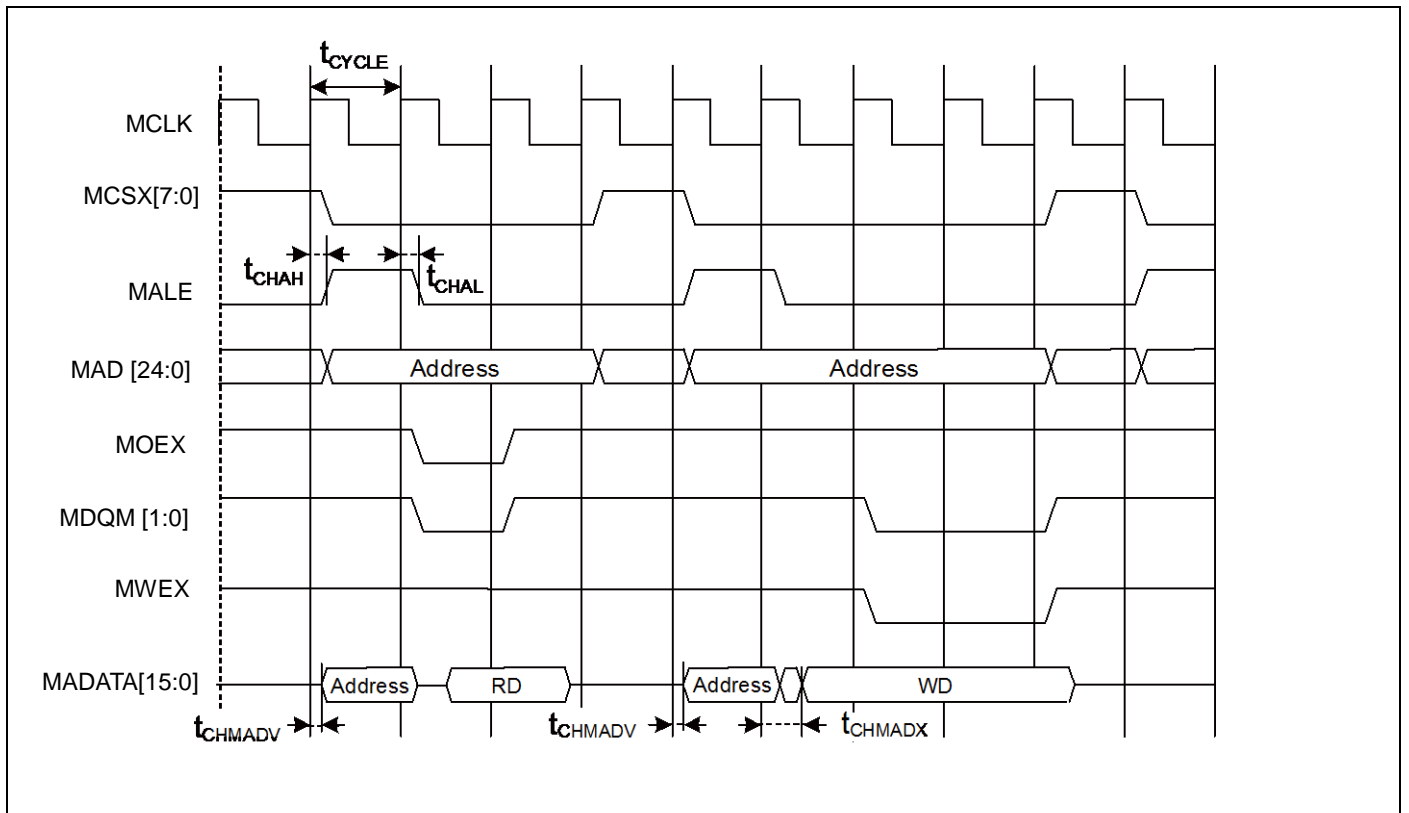 tCYCLE
MCLK
MCSX[7:0]
tCHAH
tCHAL
MALE
MAD [24:0]
Address
Address
MOEX
MDQM [1:0]
MWEX
MADATA[15:0]
Address
RD
Address
WD
tCHMADV
tCHMADV
tCHMADX